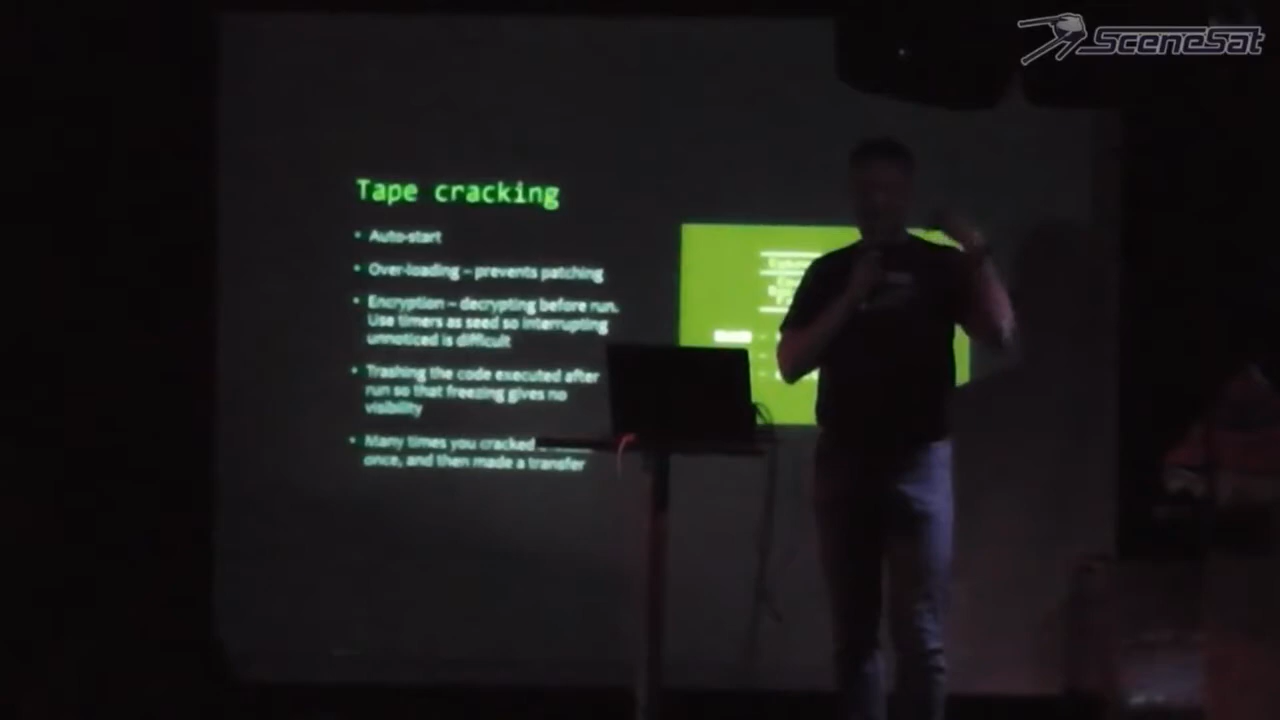 SceneSat
Tape cracking
• Auto-start
• Over-loading – prevents patching
• Encryption – decrypting before run.
Use timers as seed so interrupting
unnoticed is difficult
• Trashing the code executed after
run so that freezing gives no
visibility
• Many times you cracked
once, and then made a transfer